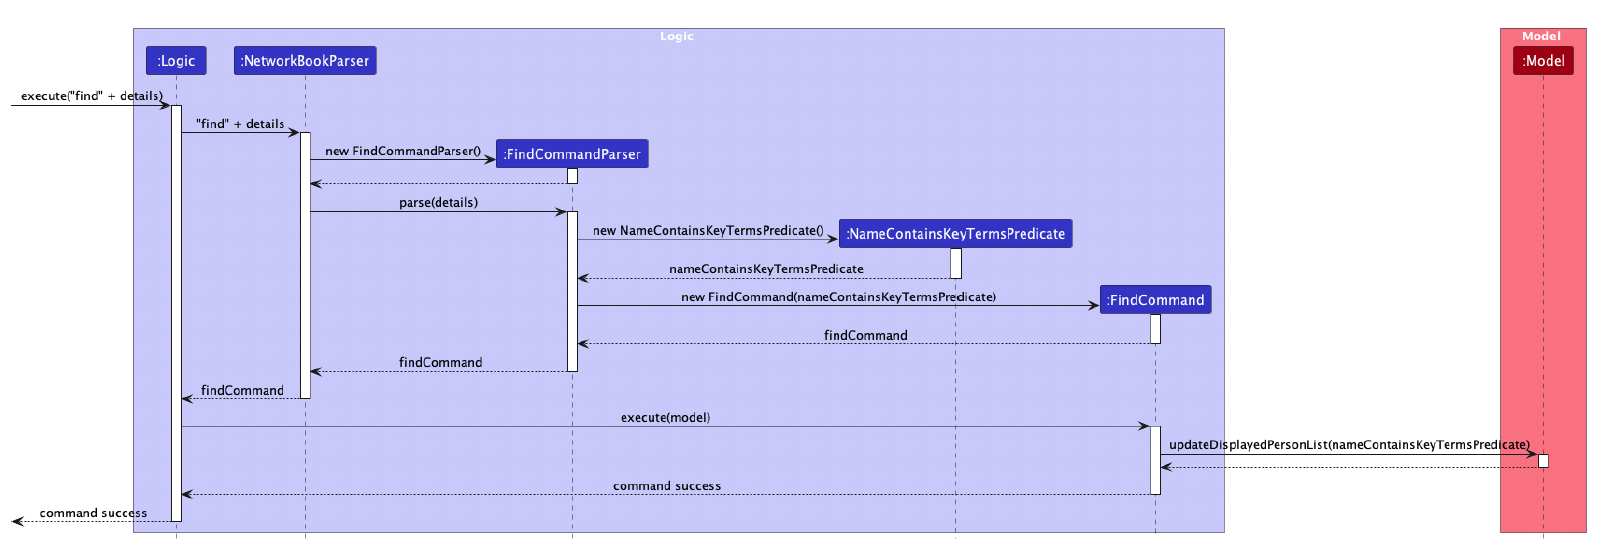 Logic
Model
:Logic
:NetworkBookParser
:Model
execute("find" + details)
"find" + details
new FindCommandParser()
:FindCommandParser
parse(details)
new NameContainsKeyTermsPredicate()
:NameContainsKeyTermsPredicate
nameContainsKeyTermsPredicate
new FindCommand(nameContainsKeyTermsPredicate)
:FindCommand
findCommand
findCommand
findCommand
execute(model)
updateDisplayedPersonList(nameContainsKeyTermsPredicate)
command success
command success